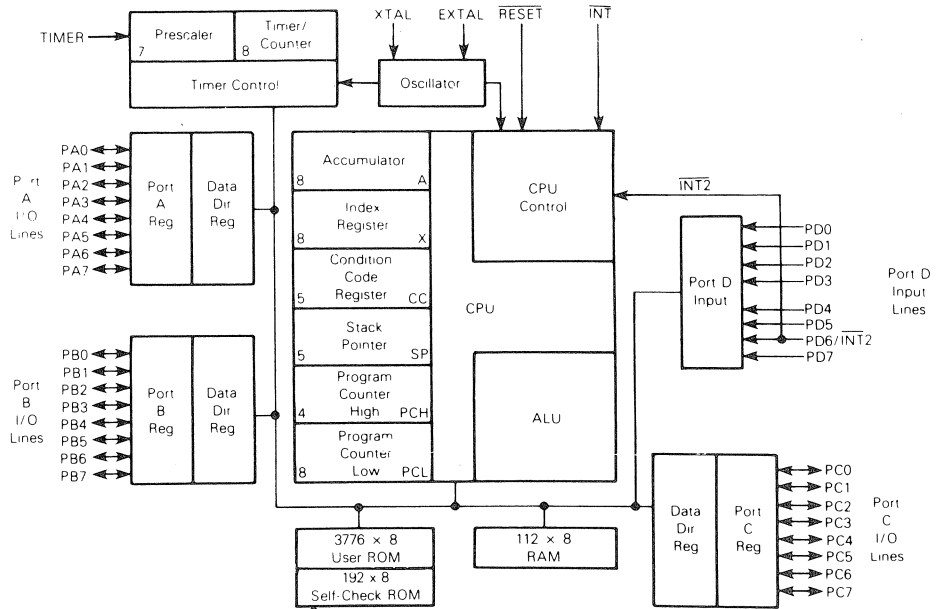 TIMER
Prescaler
7
Timer/
Counter
8
Timer Control
XTAL
EXTAL
RESET
INT
Oscillator
Port
A
I/O
Lines
PA0
PA1
PA2
PA3
PA4
PA5
PA6
PA7
Port
A
Reg
Data
Dir
Reg
Accumulator
8 A
Index
Register
8 X
Condition
Code
Register
5 CC
Stack
Pointer
5 SP
Program
Counter
High
4 PCH
Program
Counter
Low
8 PCL
CPU
Control
CPU
ALU
INT2
Port D
Input
PD0
PD1
PD2
PD3
PD4
PD5
PD6/INT2
PD7
Port D
Input
Lines
Port
B
I/O
Lines
PB0
PB1
PB2
PB3
PB4
PB5
PB6
PB7
Port
B
Reg
Data
Dir
Reg
3776 × 8
User ROM
192 x 8
Self-Check ROM
112 × 8
RAM
Data
Dir
Reg
Port
C
Reg
PC0
PC1
PC2
PC3
PC4
PC5
PC6
PC7
Port
C
I/O
Lines